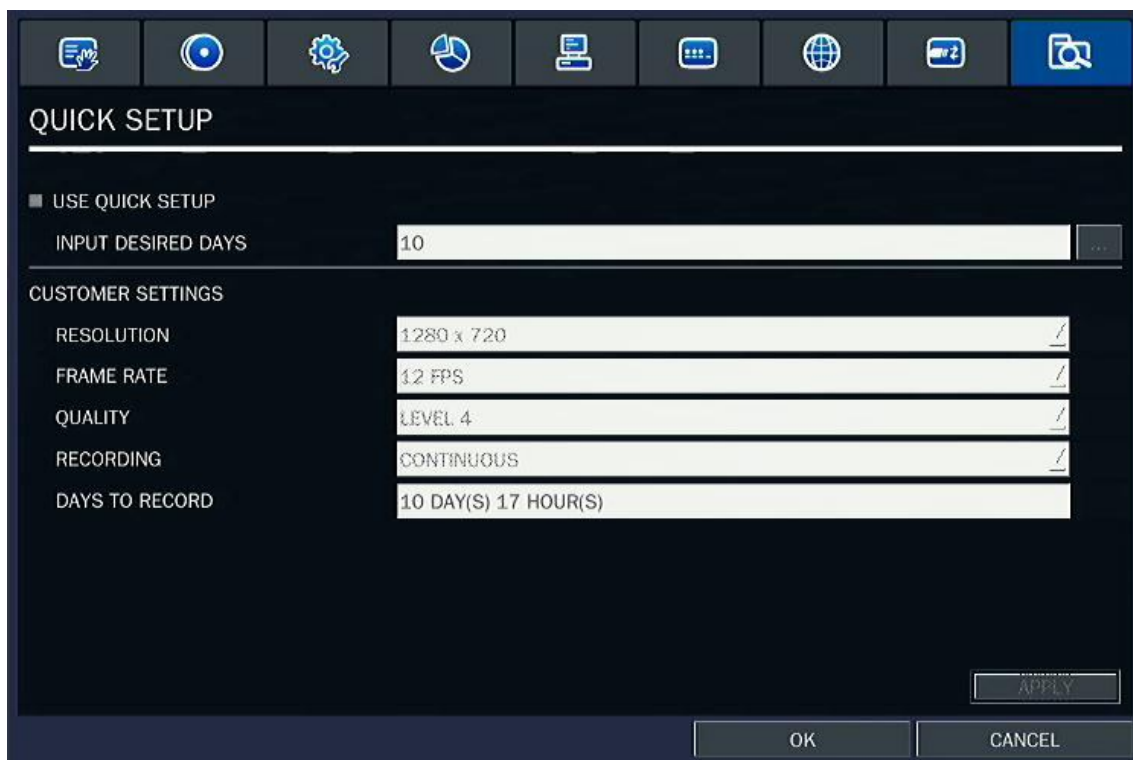 QUICK SETUP
USE QUICK SETUP
INPUT DESIRED DAYS 10 ...
CUSTOMER SETTINGS
RESOLUTION 1280 x 720
FRAME RATE 12 FPS
QUALITY LEVEL 4
RECORDING CONTINUOUS
DAYS TO RECORD 10 DAY(S) 17 HOUR(S)
APPLY
OK CANCEL